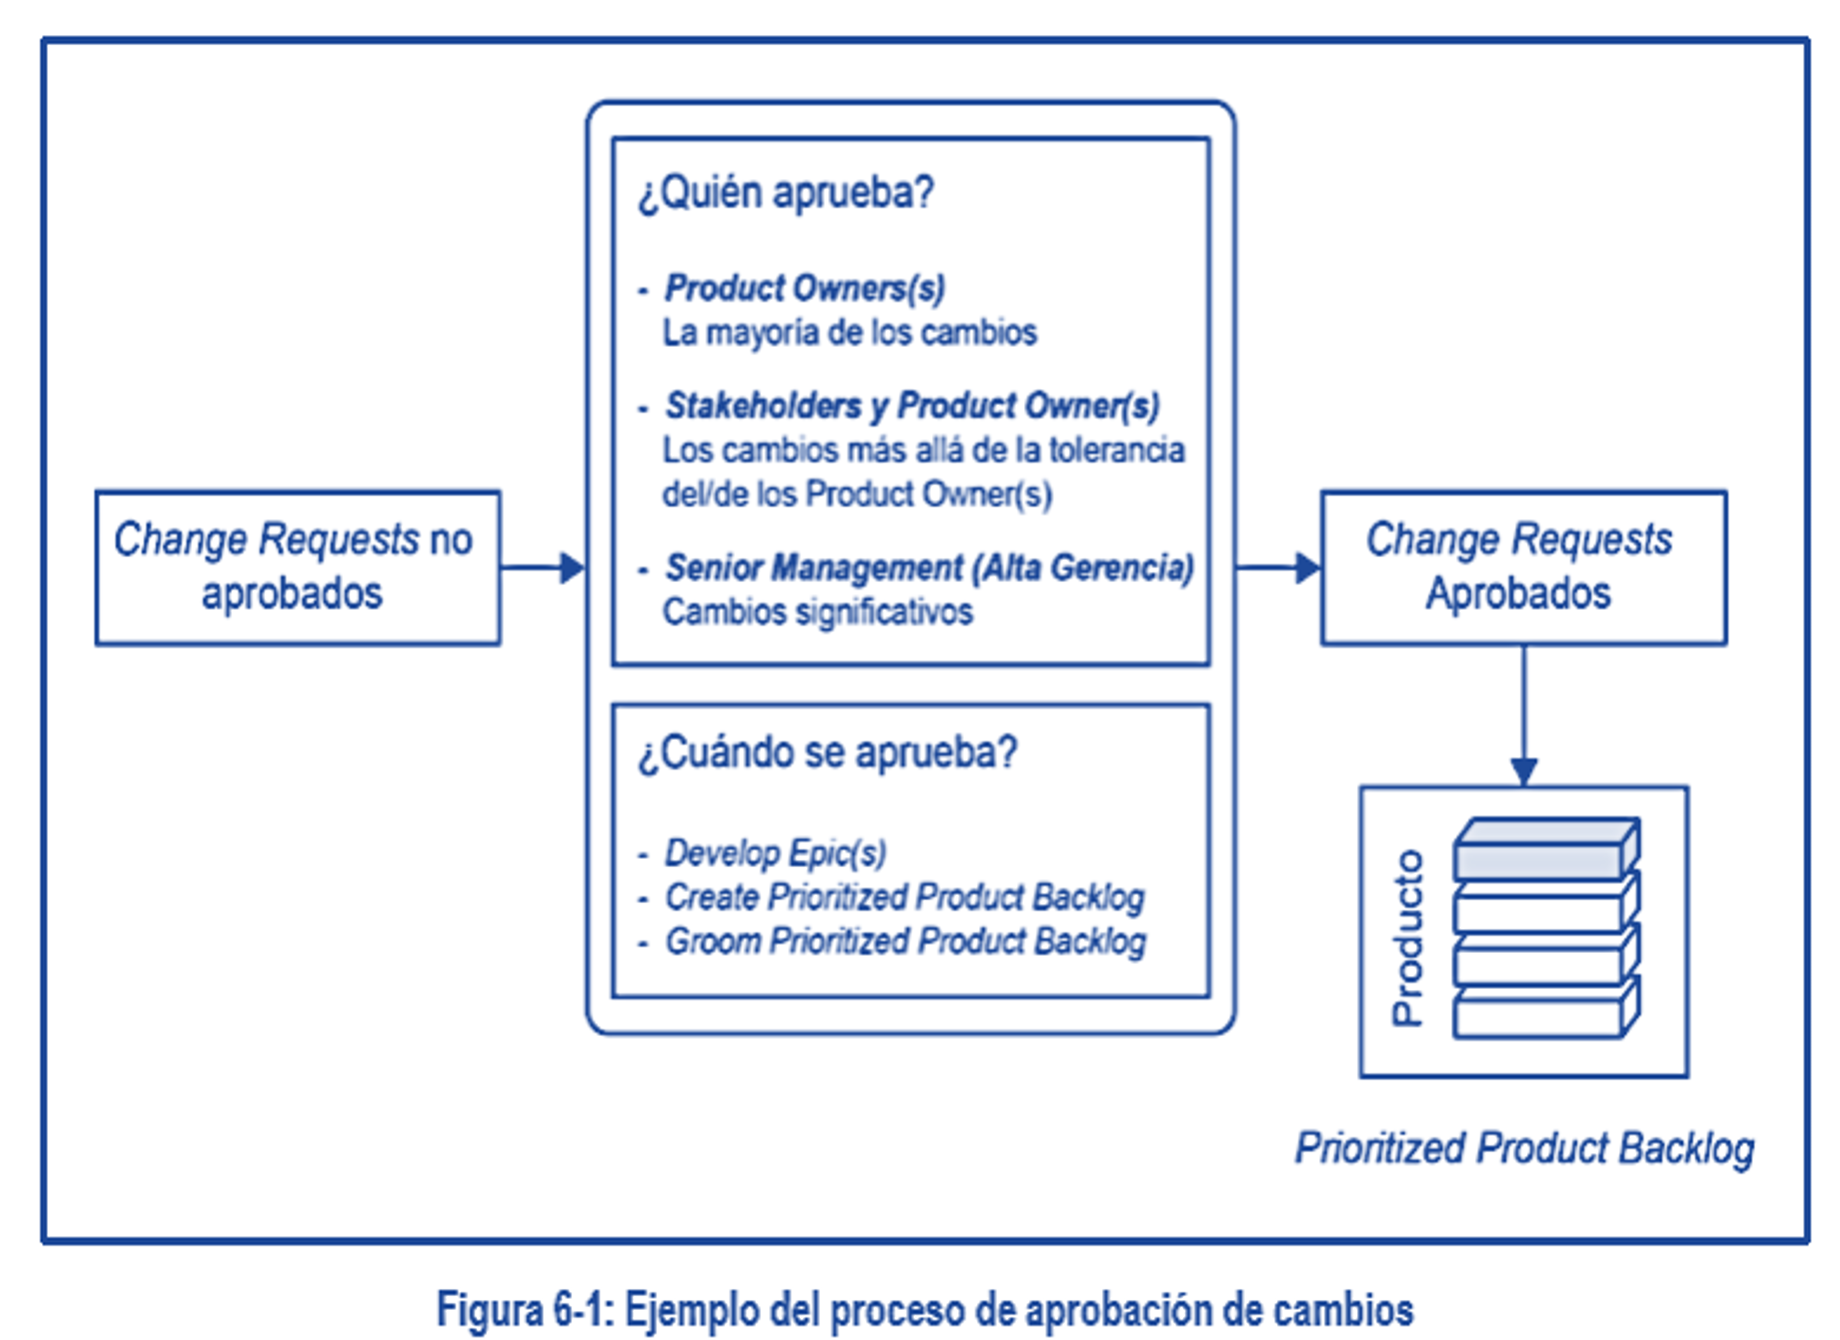 Change Requests no
aprobados
¿Quién aprueba?
- Product Owners(s)
La mayoría de los cambios
- Stakeholders y Product Owner(s)
Los cambios más allá de la tolerancia
del/de los Product Owner(s)
- Senior Management (Alta Gerencia)
Cambios significativos
¿Cuándo se aprueba?
- Develop Epic(s)
- Create Prioritized Product Backlog
- Groom Prioritized Product Backlog
Change Requests
Aprobados
Producto
Prioritized Product Backlog
Figura 6-1: Ejemplo del proceso de aprobación de cambios